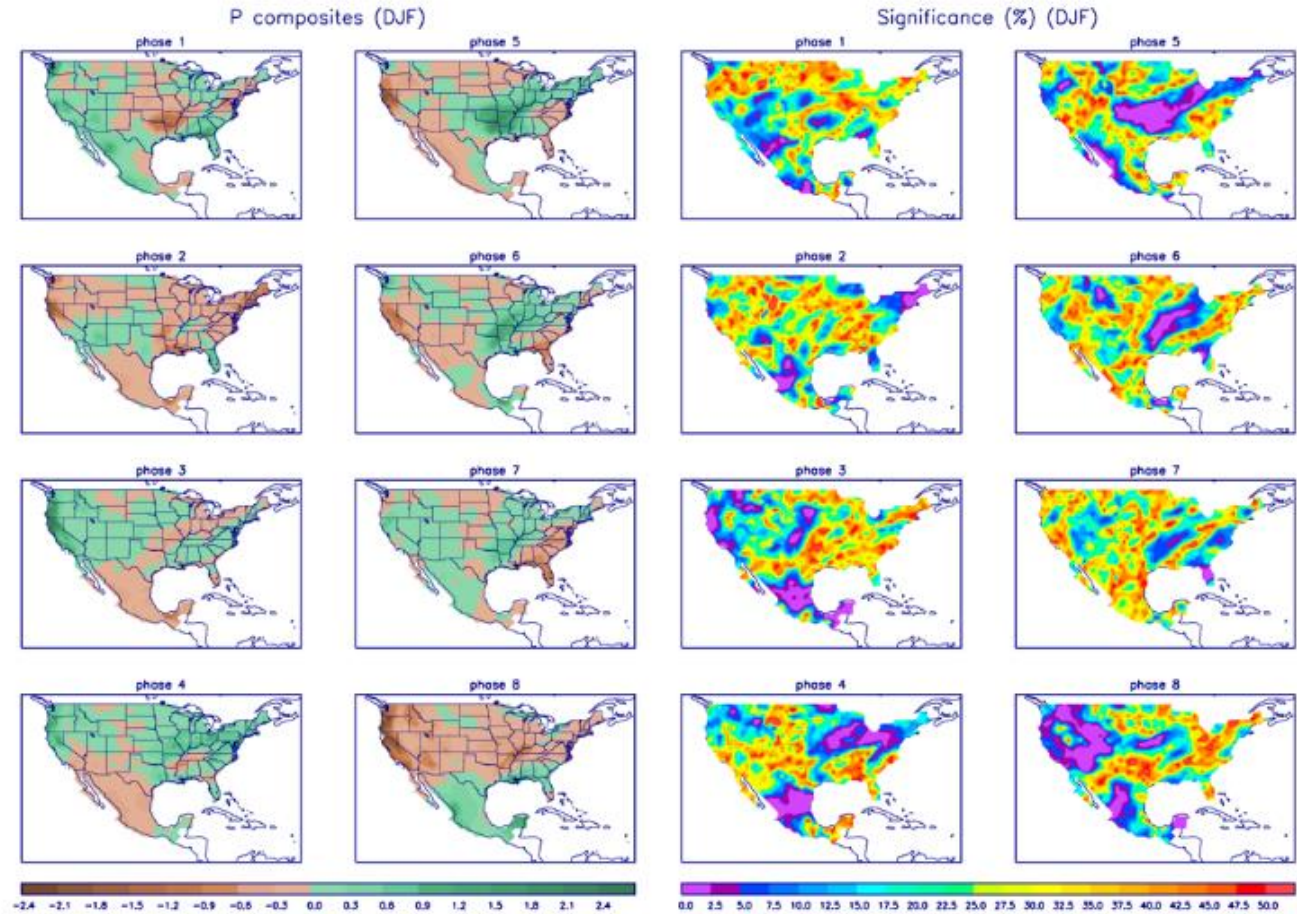 P composites (DJF)
Significance (%) (DJF)
phase 1
phase 5
phase 1
phase 5
phase 2
phase 6
phase 2
phase 6
phase 3
phase 7
phase 3
phase 7
phase 4
phase 8
phase 4
phase 8
−2.4 −2.1 −1.8 −1.2 −0.9 −0.6 −0.3 0.0 0.3 0.6 0.9 1.2 1.5 1.8 2.1 2.4
0.0 2.5 5.0 7.5 10.0 12.5 15.0 17.5 20.0 22.5 25.0 27.5 30.0 32.5 35.0 37.5 40.0 42.5 45.0 47.5 50.0